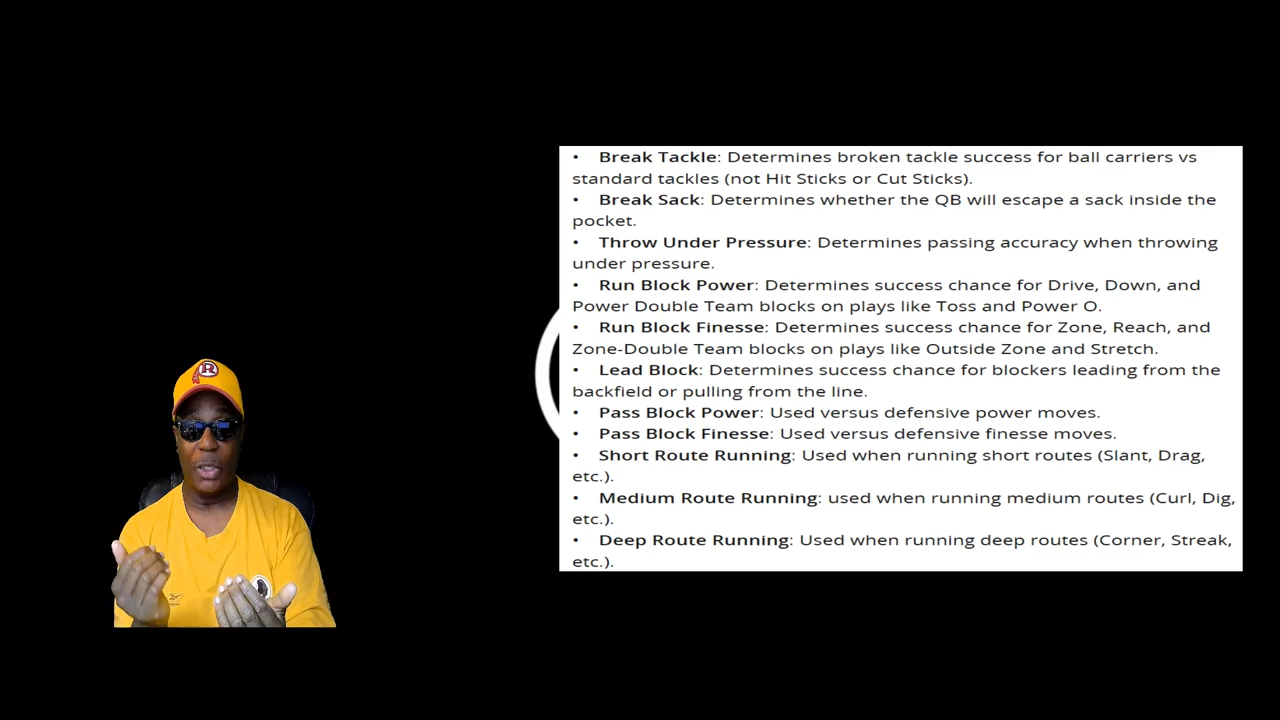 • Break Tackle: Determines broken tackle success for ball carriers vs
standard tackles (not Hit Sticks or Cut Sticks).
• Break Sack: Determines whether the QB will escape a sack inside the
pocket.
• Throw Under Pressure: Determines passing accuracy when throwing
under pressure.
• Run Block Power: Determines success chance for Drive, Down, and
Power Double Team blocks on plays like Toss and Power O.
• Run Block Finesse: Determines success chance for Zone, Reach, and
Zone-Double Team blocks on plays like Outside Zone and Stretch.
• Lead Block: Determines success chance for blockers leading from the
backfield or pulling from the line.
• Pass Block Power: Used versus defensive power moves.
• Pass Block Finesse: Used versus defensive finesse moves.
• Short Route Running: Used when running short routes (Slant, Drag,
etc.).
• Medium Route Running: used when running medium routes (Curl, Dig,
etc.).
• Deep Route Running: Used when running deep routes (Corner, Streak,
etc.).
R